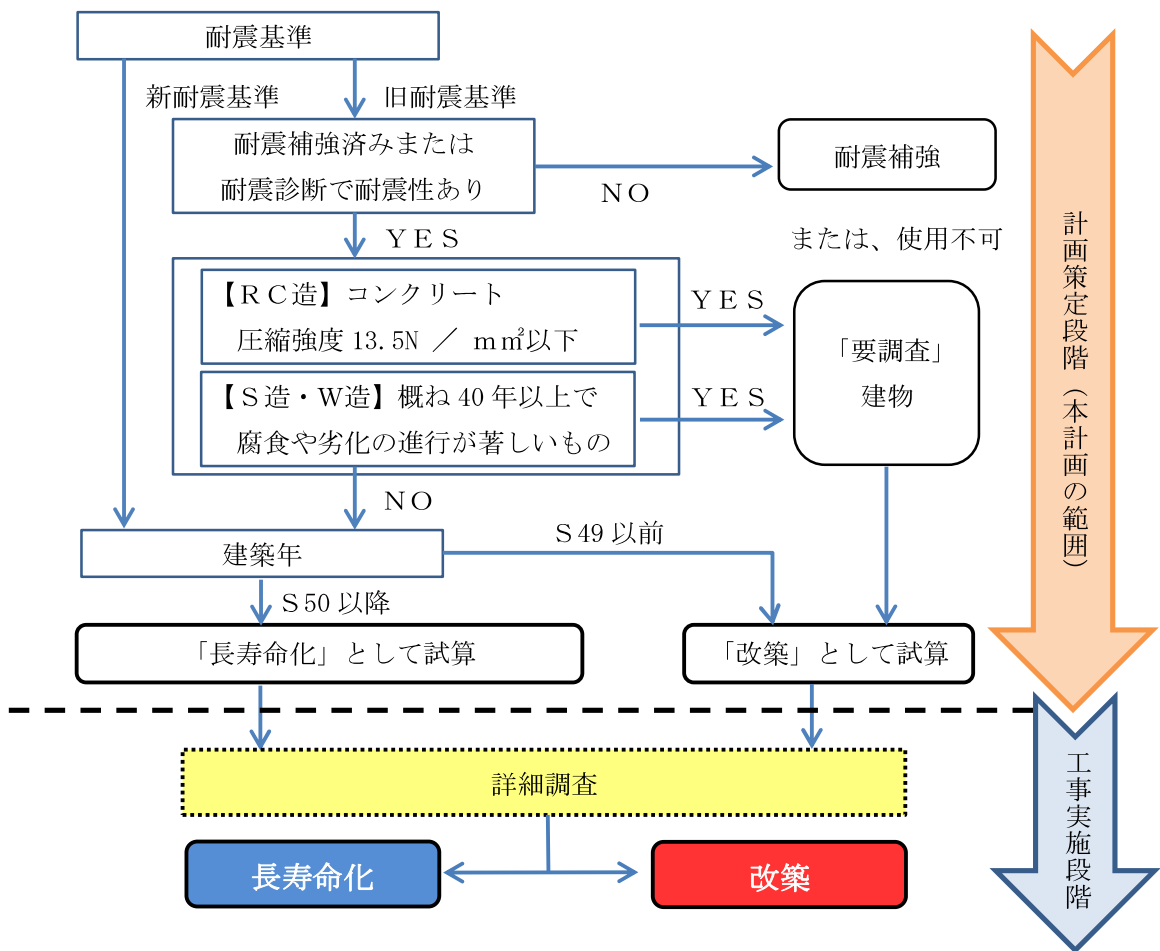 耐震基準
新耐震基準
旧耐震基準
耐震補強済みまたは
耐震診断で耐震性あり
NO
耐震補強
または、使用不可
YES
【RC造】コンクリート
圧縮強度 13.5N / m㎡以下
YES
【S造・W造】概ね 40 年以上で
腐食や劣化の進行が著しいもの
YES
「要調査」
建物
NO
建築年
S49 以前
S50 以降
「長寿命化」として試算
「改築」として試算
詳細調査
長寿命化
改築
計画策定段階(本計画の範囲)
工事実施段階